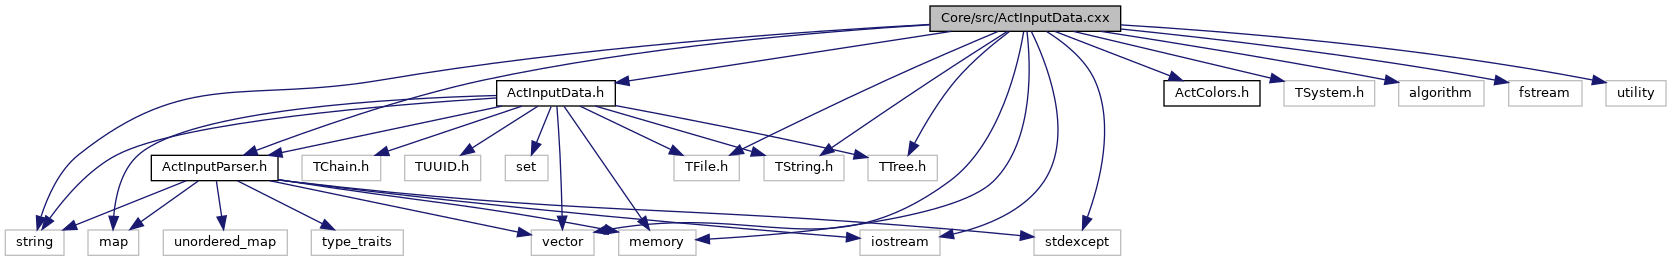 Core/src/ActInputData.cxx
ActInputData.h
ActColors.h
TSystem.h
algorithm
fstream
utility
ActInputParser.h
TChain.h
TUUID.h
set
TFile.h
TString.h
TTree.h
string
map
unordered_map
type_traits
vector
memory
iostream
stdexcept